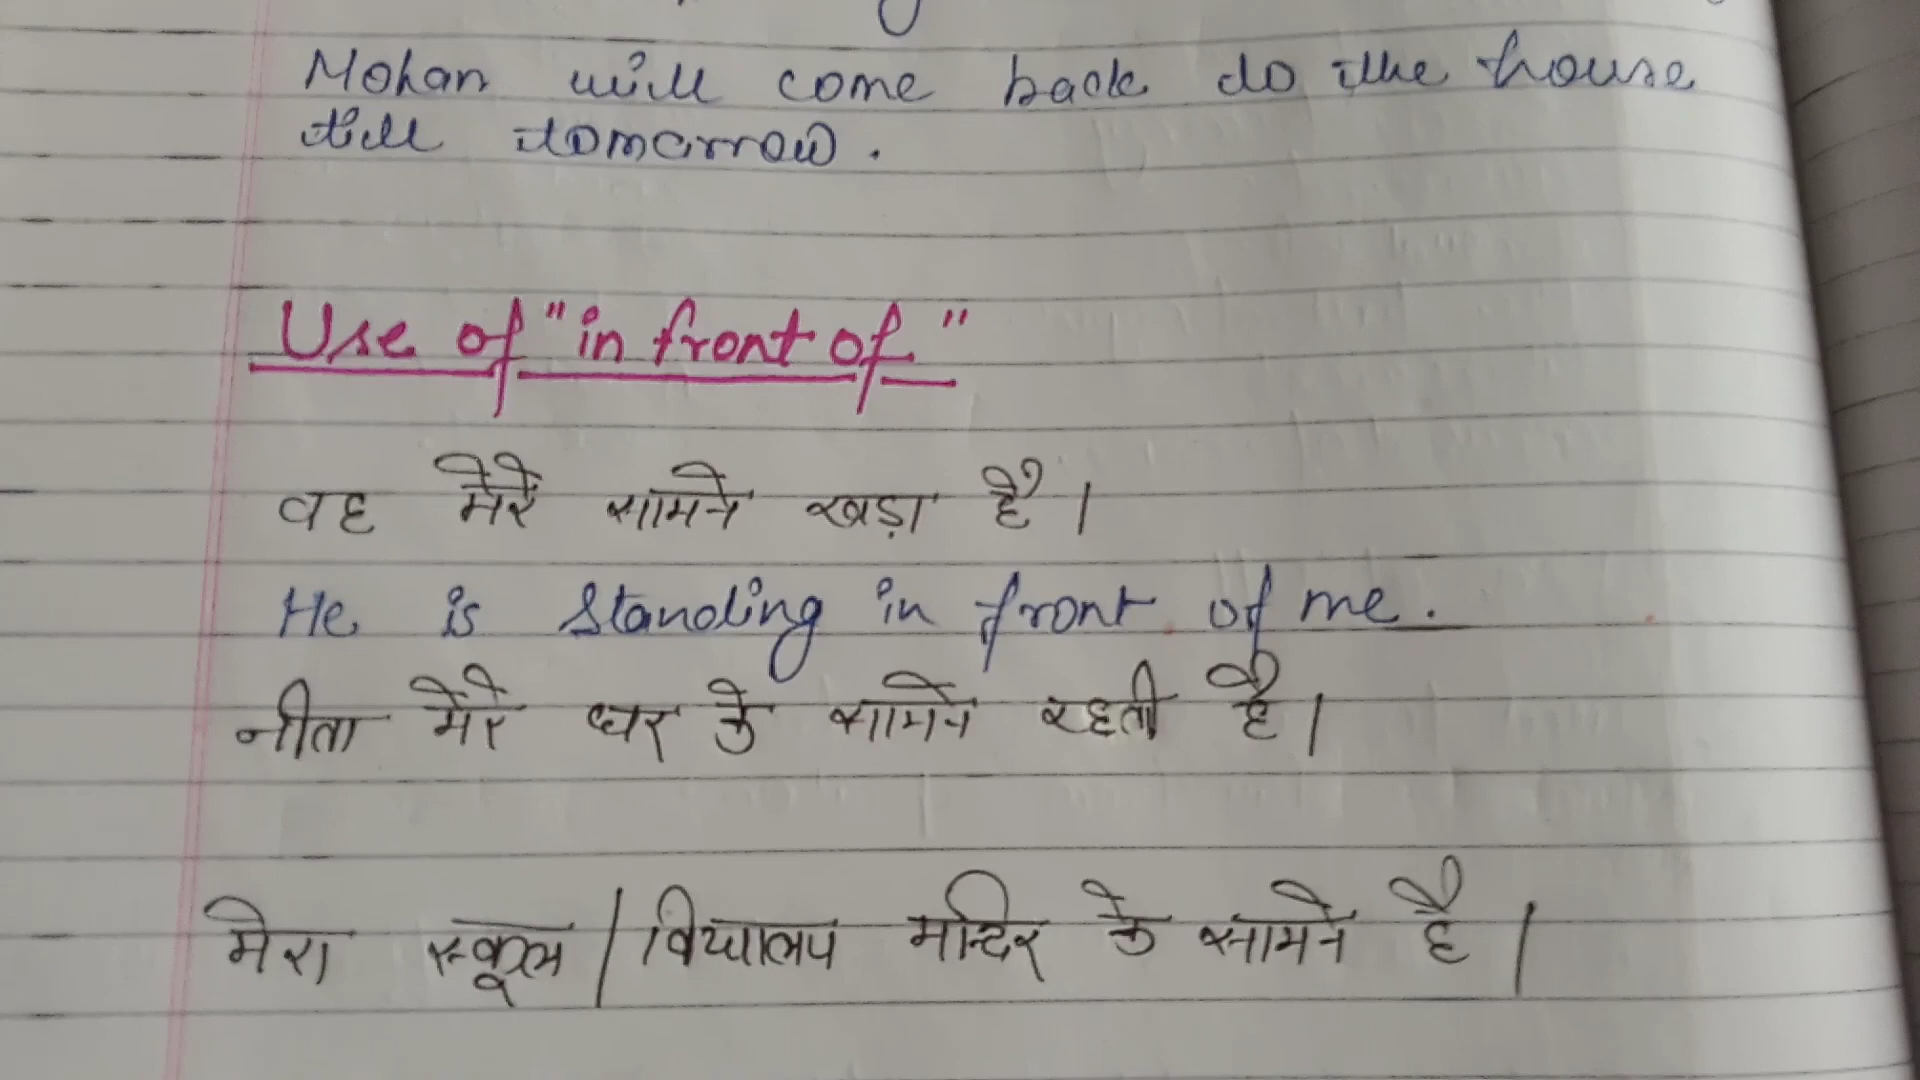 Mohan will come back to the house
till tomorrow.
Use of "in front of"
वह मेरे सामने खड़ा है।
He is standing in front of me.
नीता मेरे घर के सामने रहती है।
मेरा स्कूल / विद्यालय मन्दिर के सामने है।